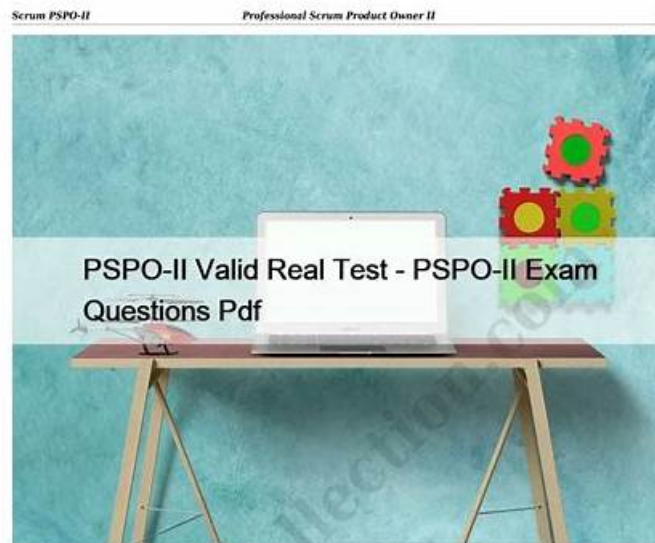 Scrum PSPO-II Professional Scrum Product Owner II
PSPO-II Valid Real Test - PSPO-II Exam
Questions Pdf